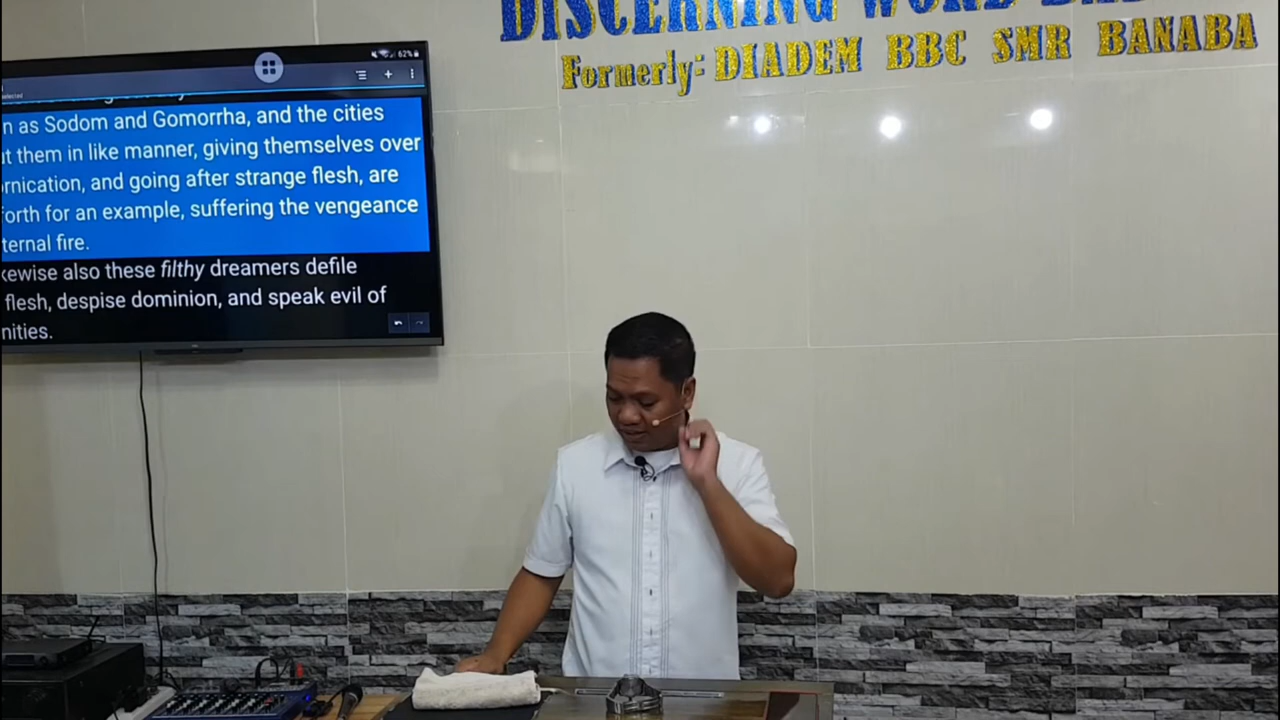 DISCERNING WORD
Formerly: DIADEM BBC SMR BANABA
62%
n as Sodom and Gomorrha, and the cities
them in like manner, giving themselves over
rnication, and going after strange flesh, are
forth for an example, suffering the vengeance
ternal fire.
kewise also these filthy dreamers defile
flesh, despise dominion, and speak evil of
nities.